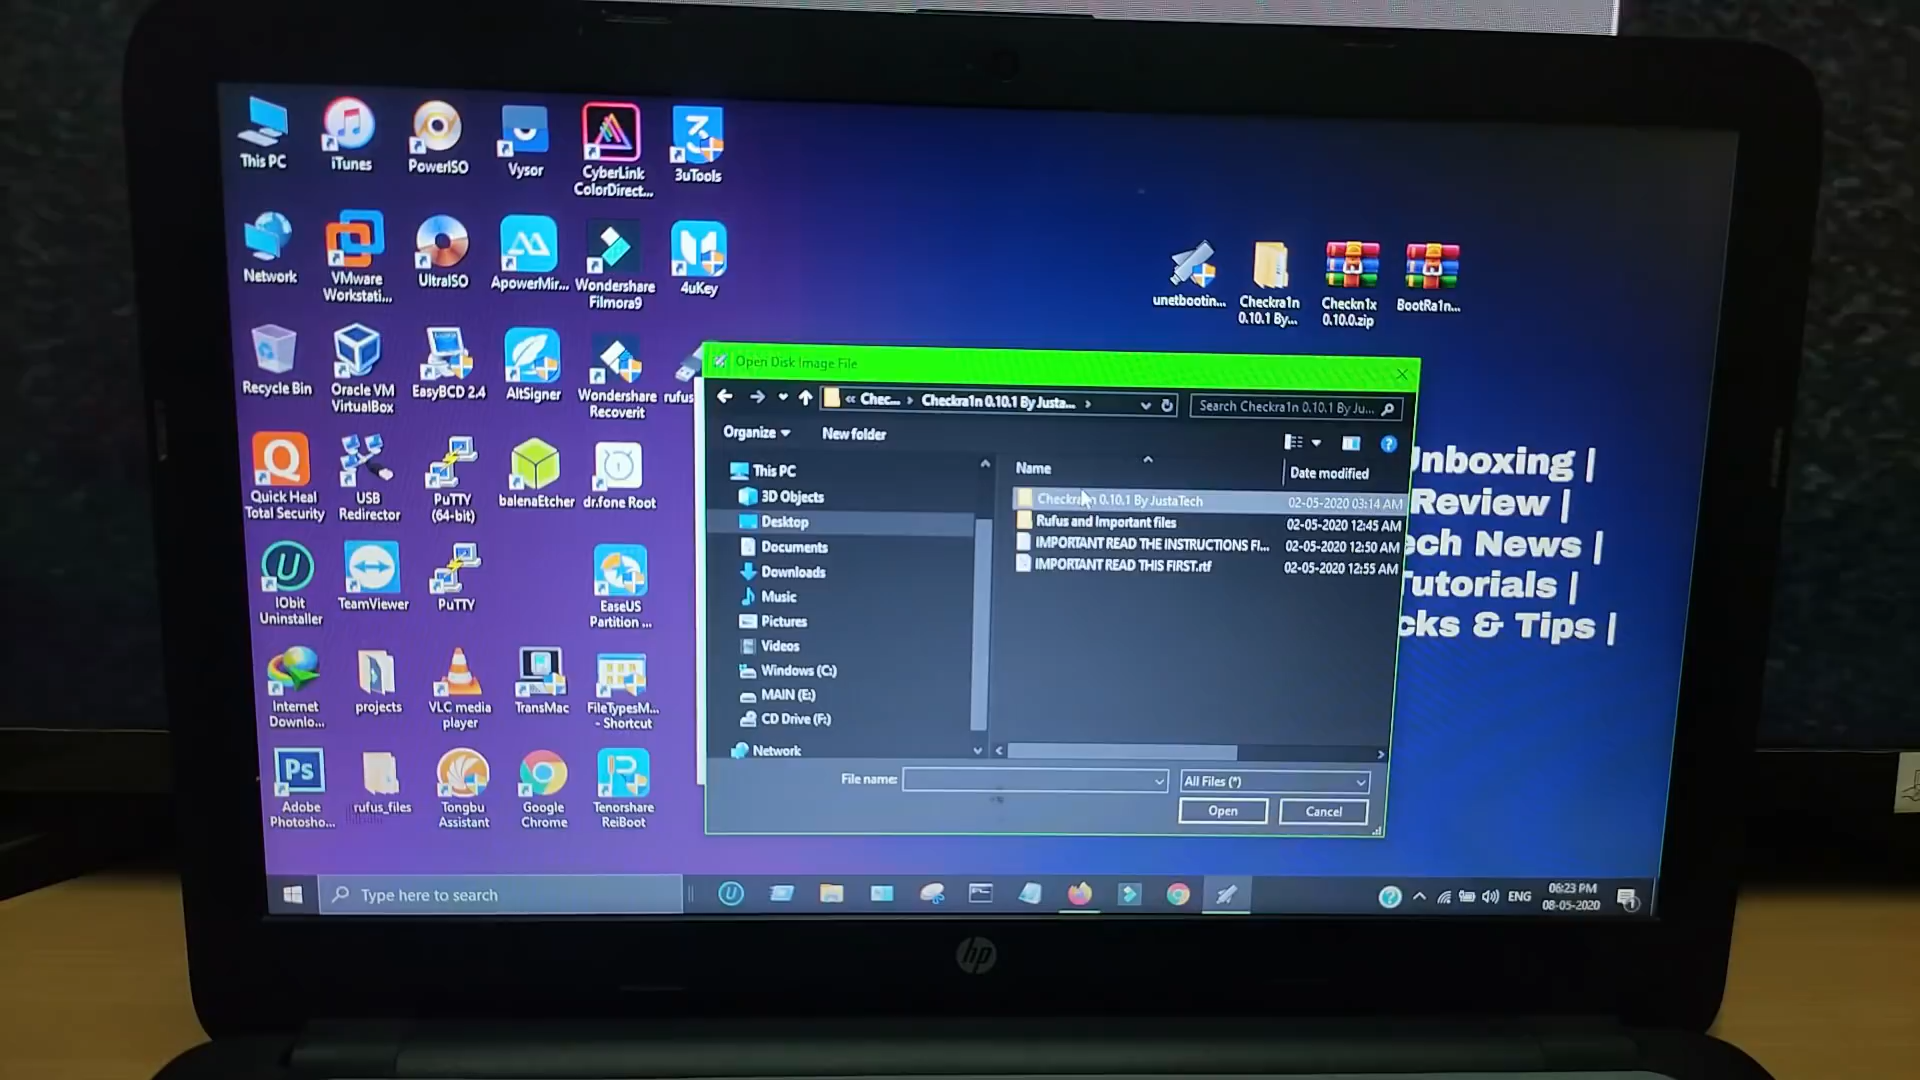 This PC
iTunes
PowerISO
Vysor
CyberLink
ColorDirect...
3uTools
Network
VMware
Workstati...
UltraISO
ApowerMir...
Wondershare
Filmora9
4uKey
Recycle Bin
Oracle VM
VirtualBox
EasyBCD 2.4
AltSigner
Wondershare
Recoverit
rufus
Quick Heal
Total Security
USB
Redirector
PuTTY
(64-bit)
balenaEtcher
dr.fone Root
IObit
Uninstaller
TeamViewer
PuTTY
EaseUS
Partition ...
Internet
Downlo...
projects
VLC media
player
TransMac
FileTypesM...
- Shortcut
Ps
Adobe
Photosho...
rufus_files
Tongbu
Assistant
Google
Chrome
Tenorshare
ReiBoot
unetbootin...
Checkra1n
0.10.1 By...
Checkn1x
0.10.0.zip
BootRa1n...
Open Disk Image File
« Chec... › Checkra1n 0.10.1 By Justa... ›
Search Checkra1n 0.10.1 By Ju...
Organize
New folder
This PC
3D Objects
Desktop
Documents
Downloads
Music
Pictures
Videos
Windows (C:)
MAIN (E:)
CD Drive (F:)
Network
Name
Date modified
Checkra1n 0.10.1 By JustaTech
02-05-2020 03:14 AM
Rufus and Important files
02-05-2020 12:45 AM
IMPORTANT READ THE INSTRUCTIONS FI...
02-05-2020 12:50 AM
IMPORTANT READ THIS FIRST.rtf
02-05-2020 12:55 AM
File name:
All Files (*)
Open
Cancel
Unboxing |
Review |
ech News |
Tutorials |
cks & Tips |
Type here to search
ENG
06:23 PM
08-05-2020
1
hp